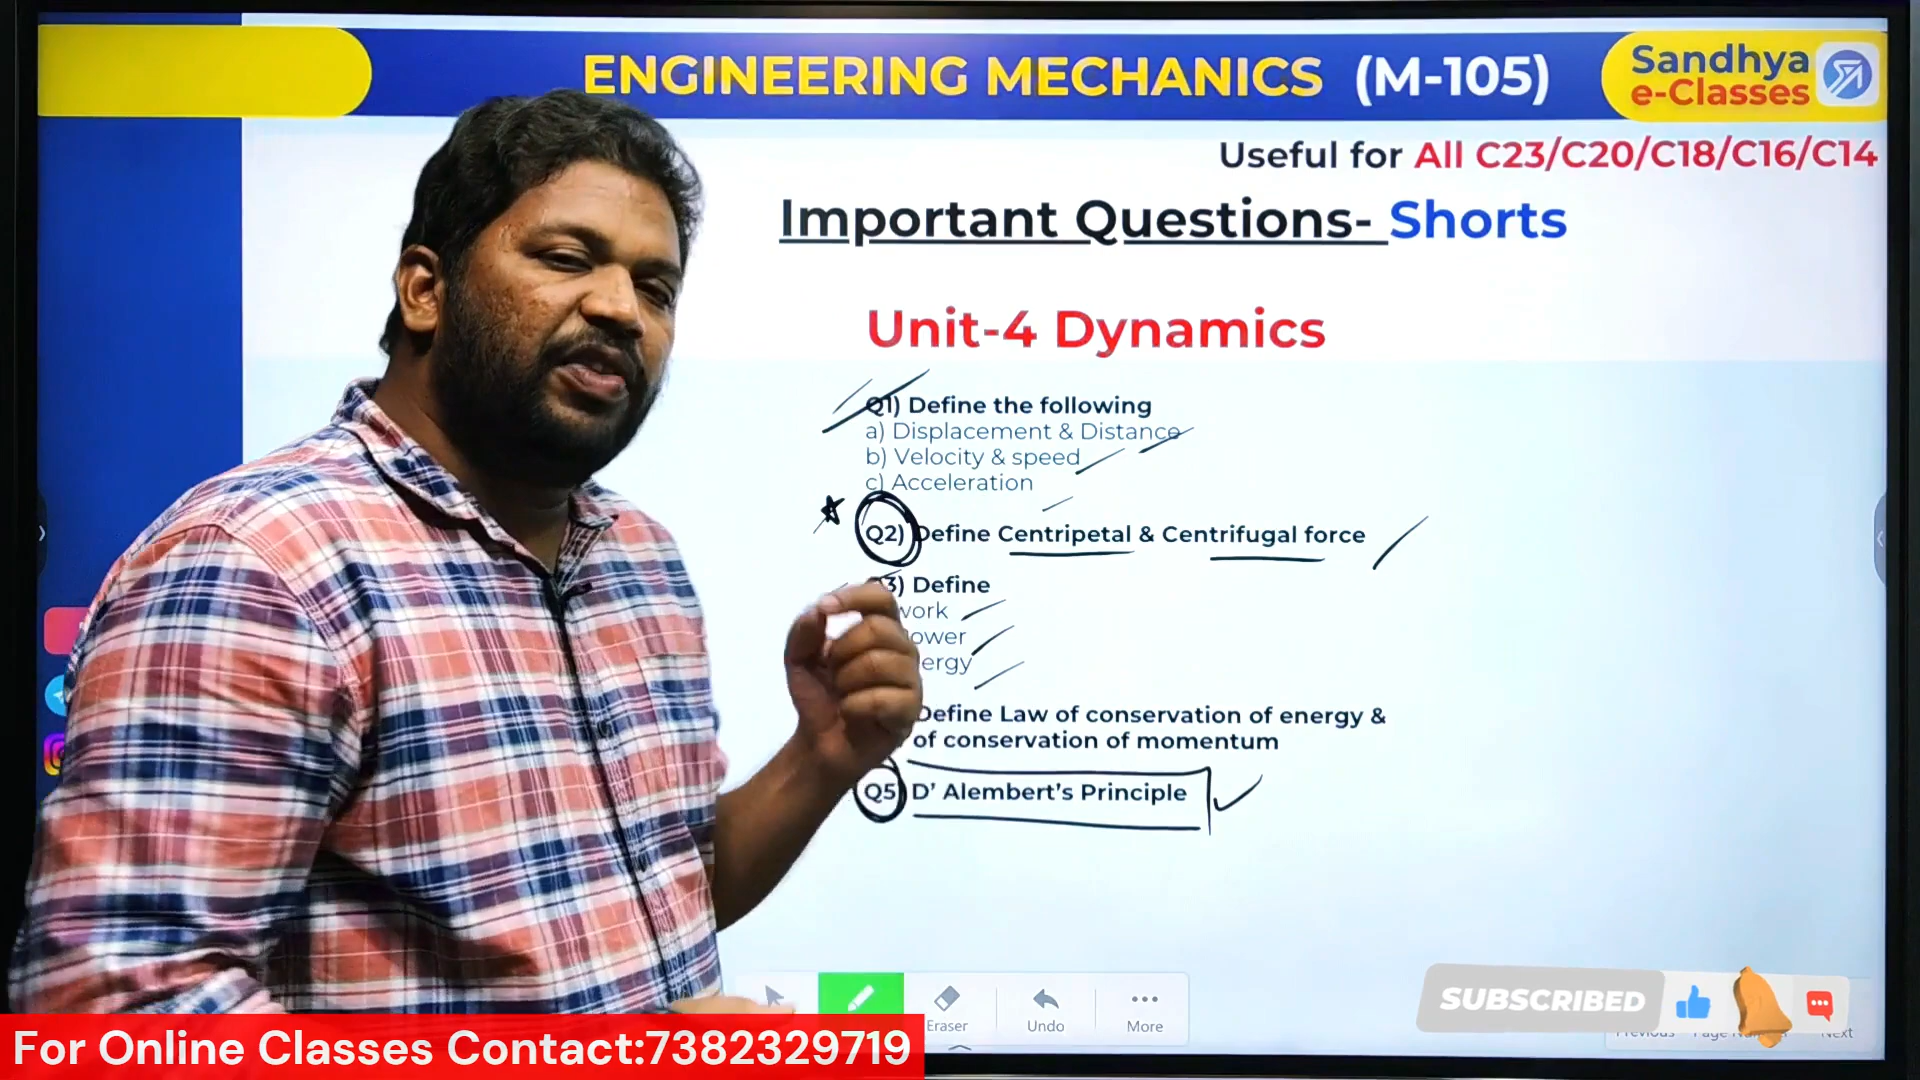 ENGINEERING MECHANICS (M-105)
Sandhya
e-Classes
Useful for All C23/C20/C18/C16/C14
Important Questions- Shorts
Unit-4 Dynamics
Q1) Define the following
a) Displacement & Distance
b) Velocity & speed
c) Acceleration
Q2) Define Centripetal & Centrifugal force
3) Define
work
ower
ergy
Define Law of conservation of energy &
of conservation of momentum
Q5) D' Alembert's Principle
Eraser
Undo
More
SUBSCRIBED
Previous
Next
For Online Classes Contact:7382329719